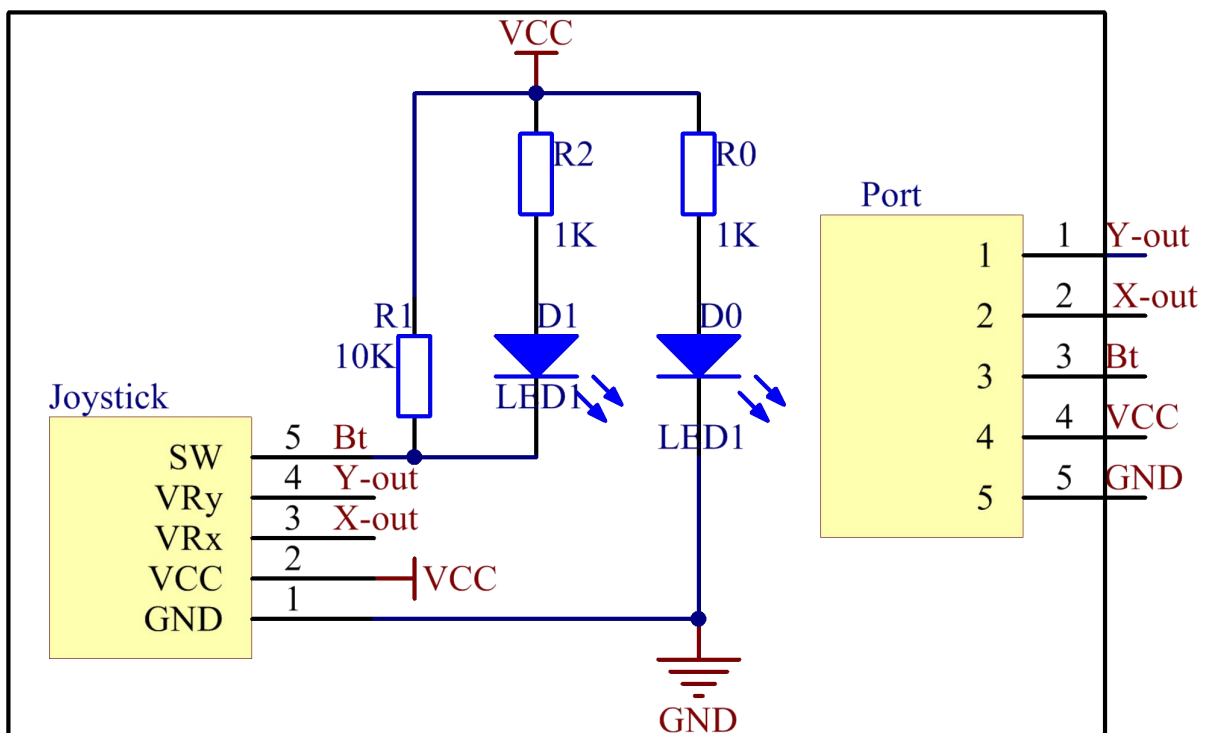 VCC
R2
R0
1K
1K
R1
10K
D1
D0
LED1
LED1
Joystick
SW 5 Bt
VRy 4 Y-out
VRx 3 X-out
VCC 2 VCC
GND 1
GND
Port
1 1 Y-out
2 2 X-out
3 3 Bt
4 4 VCC
5 5 GND